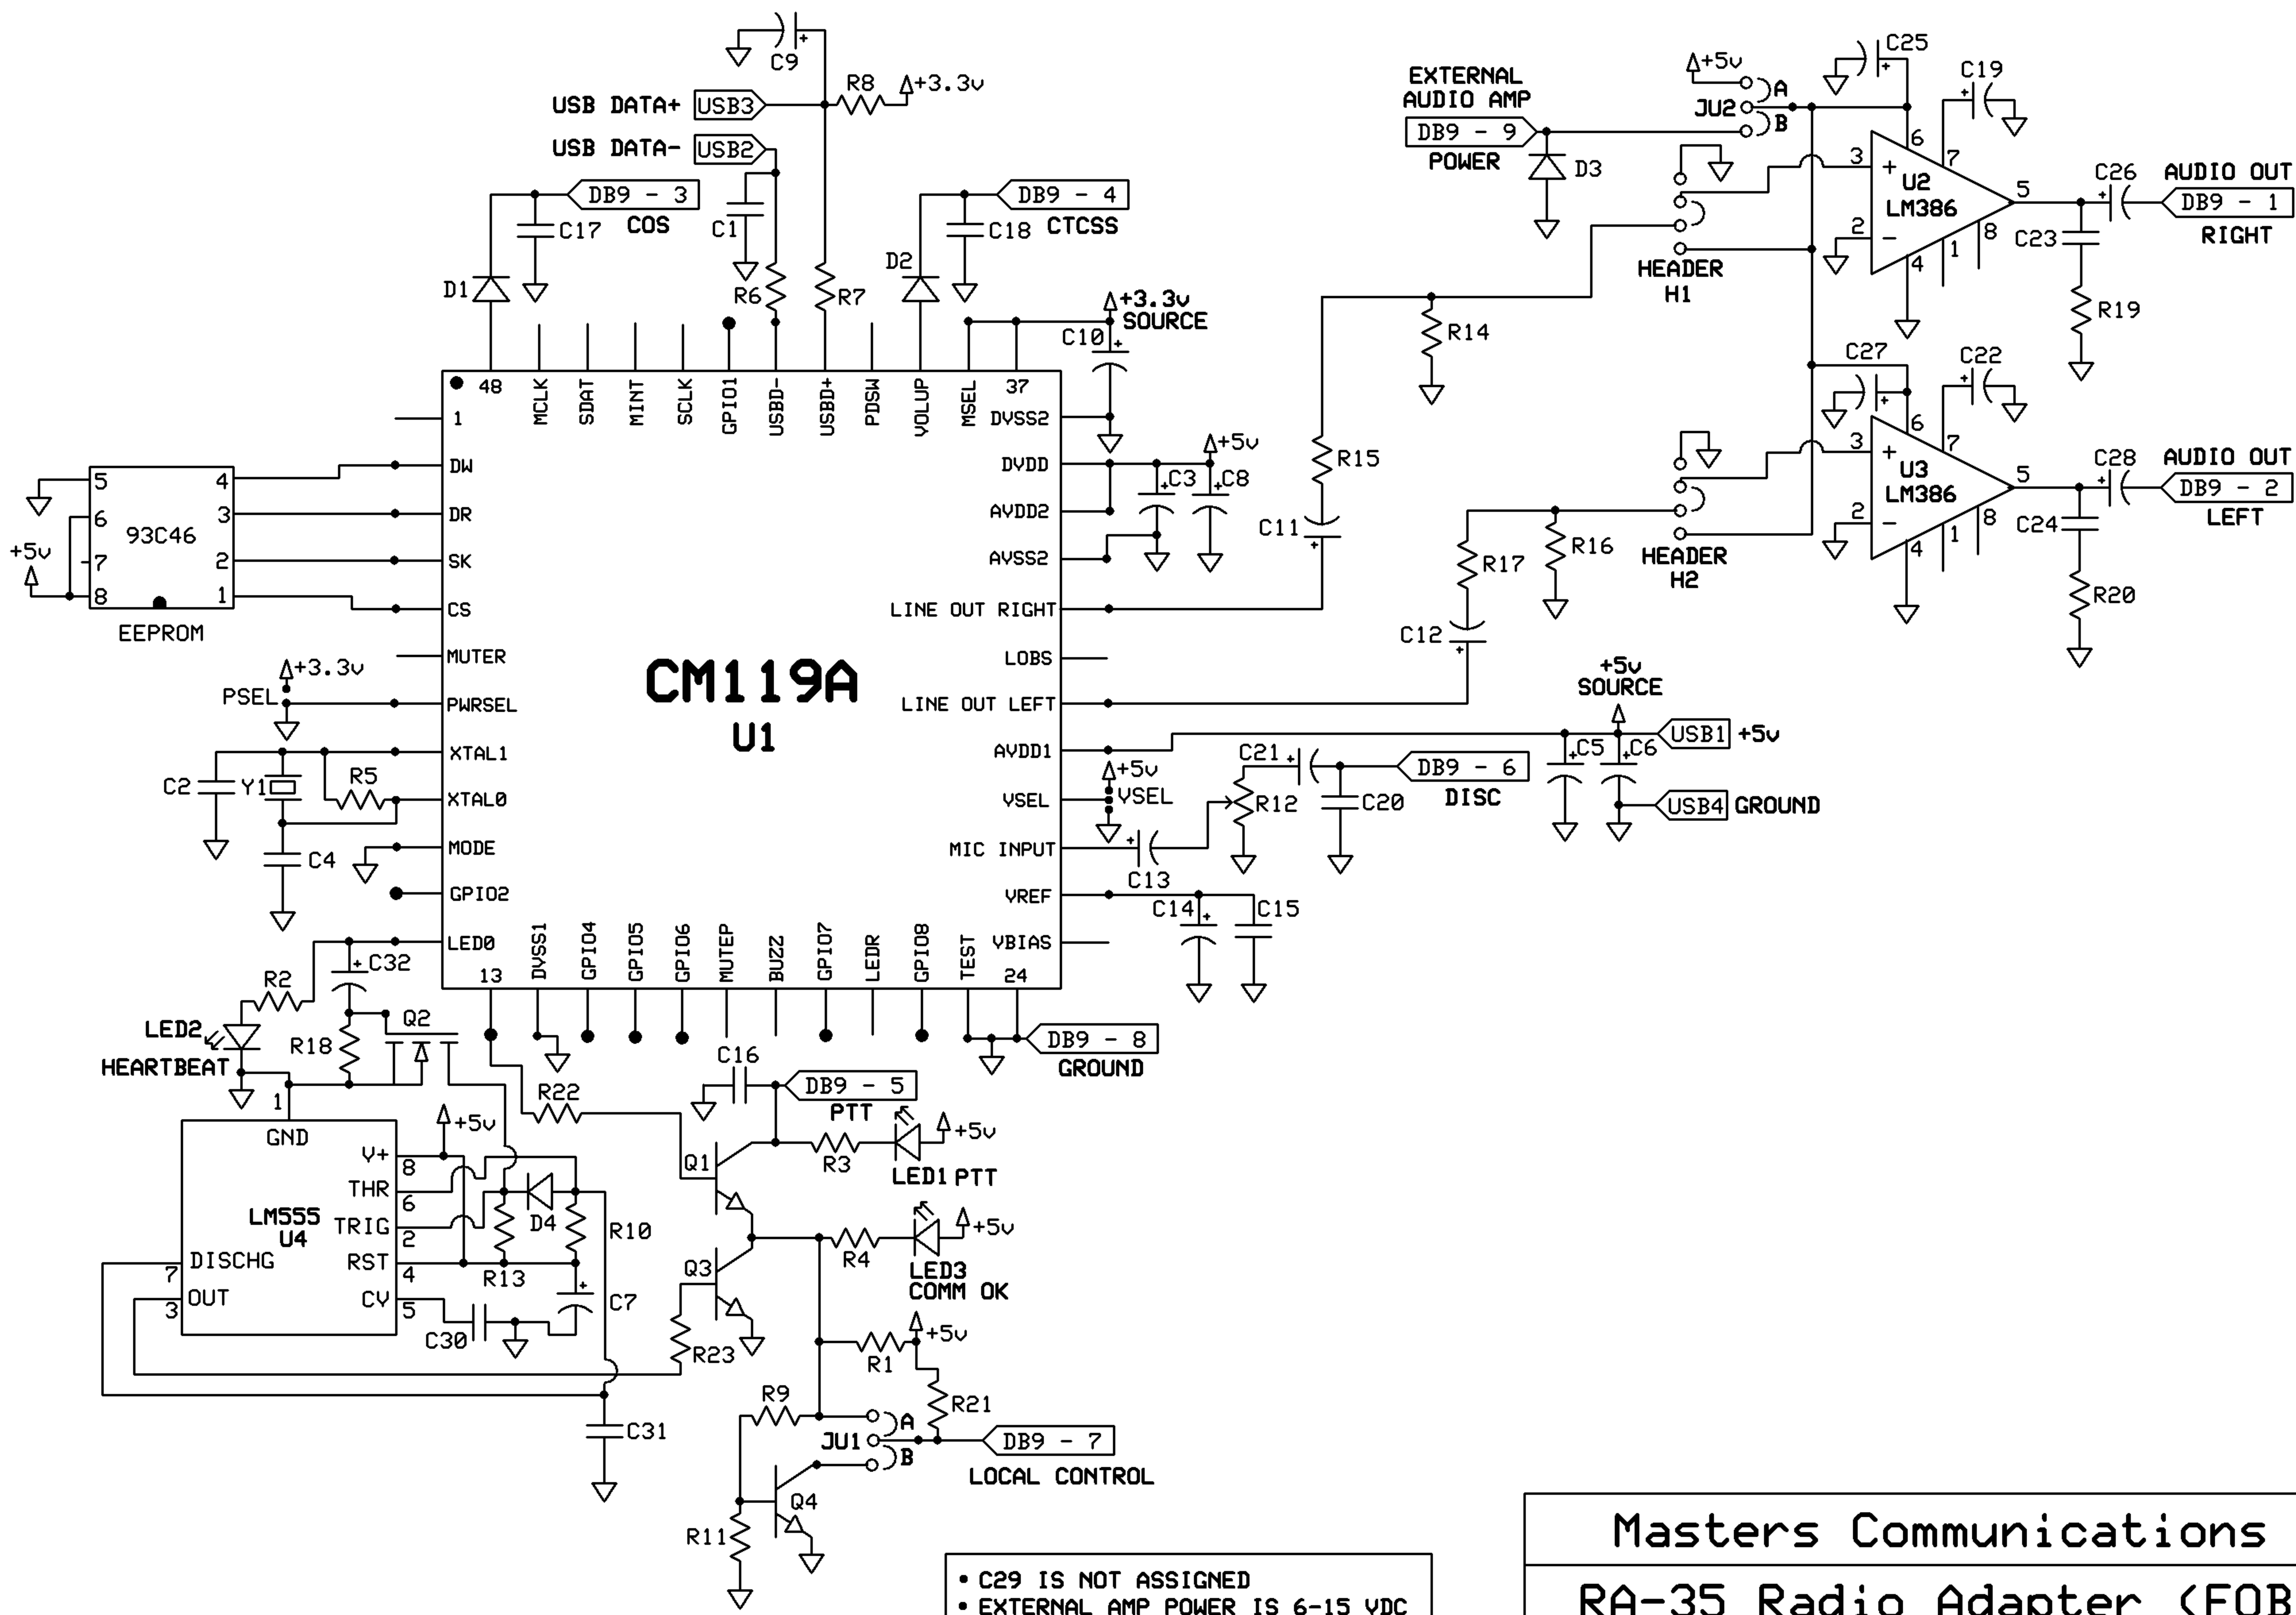 C9
R8
+3.3v
USB DATA+
USB3
USB DATA-
USB2
DB9 - 3
COS
C17
C1
DB9 - 4
C18
CTCSS
D1
R6
R7
D2
+3.3v
SOURCE
C10
EXTERNAL
AUDIO AMP
DB9 - 9
POWER
D3
+5v
JU2
A
B
C25
C19
6
7
3
+
U2
LM386
2
-
4
1
8
5
C26
AUDIO OUT
DB9 - 1
RIGHT
C23
R19
HEADER
H1
R14
C27
C22
6
7
3
+
U3
LM386
2
-
4
1
8
5
C28
AUDIO OUT
DB9 - 2
LEFT
C24
R20
HEADER
H2
R15
C11
R17
R16
C12
48
MCLK
SDAT
MINT
SCLK
GPIO1
USBD-
USBD+
PDSW
VOLUP
MSEL
37
1
DW
DR
SK
CS
MUTER
PWRSEL
XTAL1
XTALO
MODE
GPIO2
LEDO
CM119A
U1
DVSS2
DVDD
AVDD2
AVSS2
LINE OUT RIGHT
LOBS
LINE OUT LEFT
AVDD1
VSEL
MIC INPUT
VREF
VBIAS
13
DVSS1
GPIO4
GPIO5
GPIO6
MUTEP
BUZZ
GPIO7
LEDR
GPIO8
TEST
24
+5v
C3
C8
5
6
7
8
4
3
2
1
93C46
+5v
EEPROM
+3.3v
PSEL
C2
Y1
R5
C4
+5v
SOURCE
USB1
+5v
C5
C6
USB4
GROUND
+5v
VSEL
C21
R12
C20
DB9 - 6
DISC
C13
C14
C15
C32
R2
Q2
LED2
R18
HEARTBEAT
DB9 - 8
GROUND
C16
DB9 - 5
PTT
R22
1
GND
+5v
V+
8
THR
6
TRIG
2
RST
4
CV
5
LM555
U4
DISCHG
7
OUT
3
D4
R10
R13
C7
C30
C31
Q1
R3
+5v
LED1 PTT
R4
+5v
LED3
COMM OK
Q3
R23
R1
+5v
R9
R21
A
JU1
B
DB9 - 7
LOCAL CONTROL
Q4
R11
• C29 IS NOT ASSIGNED
• EXTERNAL AMP POWER IS 6-15 VDC
Masters Communications
RA-35 Radio Adapter (FOB